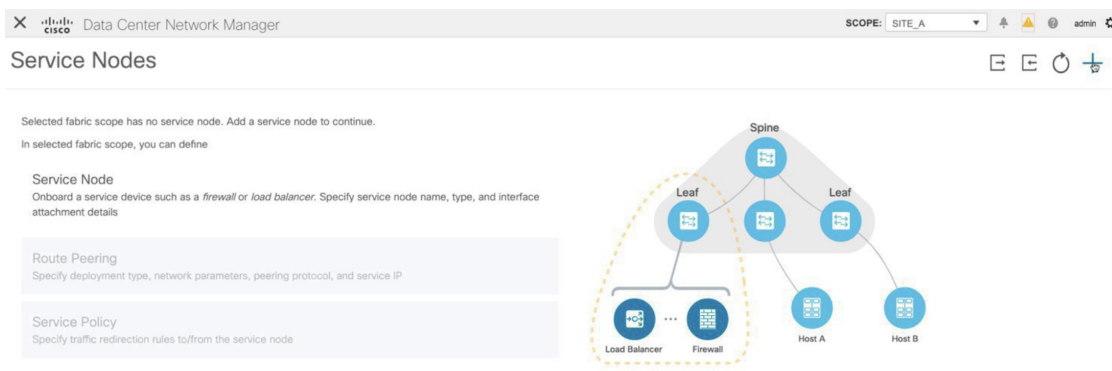 CISCO Data Center Network Manager
SCOPE: SITE_A admin
Service Nodes
Selected fabric scope has no service node. Add a service node to continue.
In selected fabric scope, you can define
Service Node
Onboard a service device such as a firewall or load balancer. Specify service node name, type, and interface
attachment details
Route Peering
Specify deployment type, network parameters, peering protocol, and service IP
Service Policy
Specify traffic redirection rules to/from the service node
Spine
Leaf Leaf
Load Balancer Firewall Host A Host B